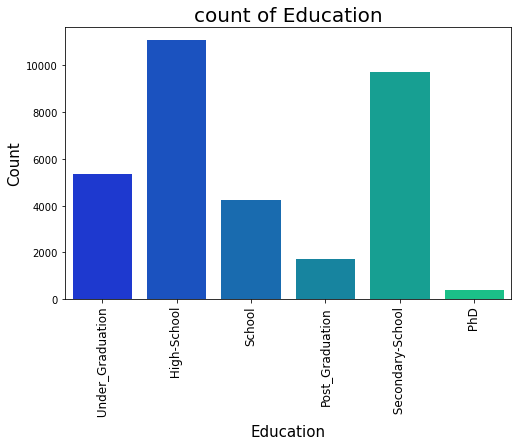 count of Education
Count
10000
8000
6000
4000
2000
0
Under_Graduation
High-School
School
Post_Graduation
Secondary-School
PhD
Education